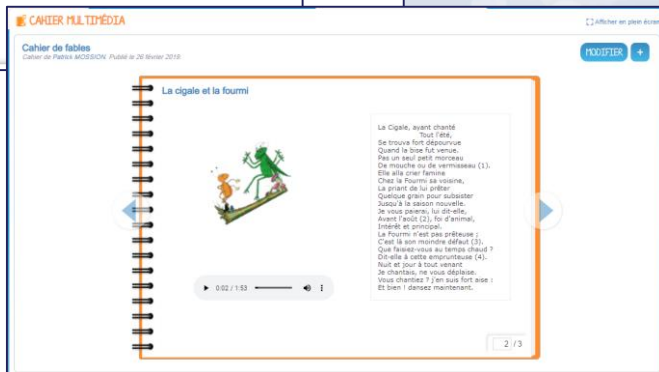 CAHIER MULTIMÉDIA
Afficher en plein écran
Cahier de fables
Cahier de Patrick MOSSION. Publié le 26 février 2018.
MODIFIER +
La cigale et la fourmi
La Cigale, ayant chanté
Tout l'été,
Se trouva fort dépourvue
Quand la bise fut venue.
Pas un seul petit morceau
De mouche ou de vermisseau (1).
Elle alla crier famine
Chez la Fourmi sa voisine,
La priant de lui prêter
Quelque grain pour subsister
Jusqu'à la saison nouvelle.
Je vous paierai, lui dit-elle,
Avant l'août (2), foi d'animal,
Intérêt et principal.
La Fourmi n'est pas prêteuse ;
C'est là son moindre défaut (3).
Que faisiez-vous au temps chaud ?
Dit-elle à cette emprunteuse (4).
Nuit et jour à tout venant
Je chantais, ne vous déplaise.
Vous chantiez ? j'en suis fort aise :
Et bien ! dansez maintenant.
0:02 / 1:53
2 / 3